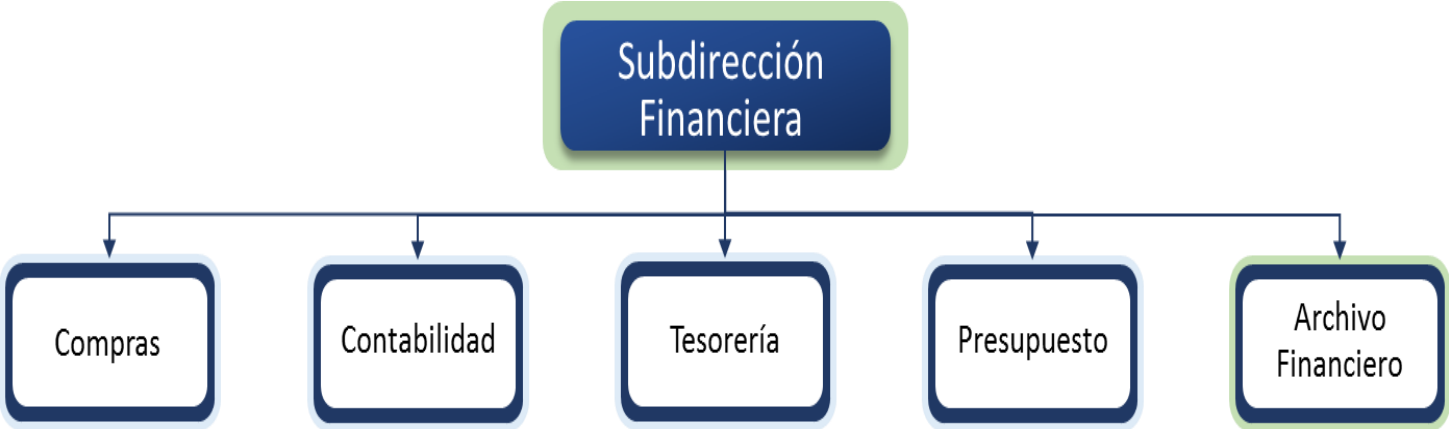 Subdirección
Financiera
Compras
Contabilidad
Tesorería
Presupuesto
Archivo
Financiero